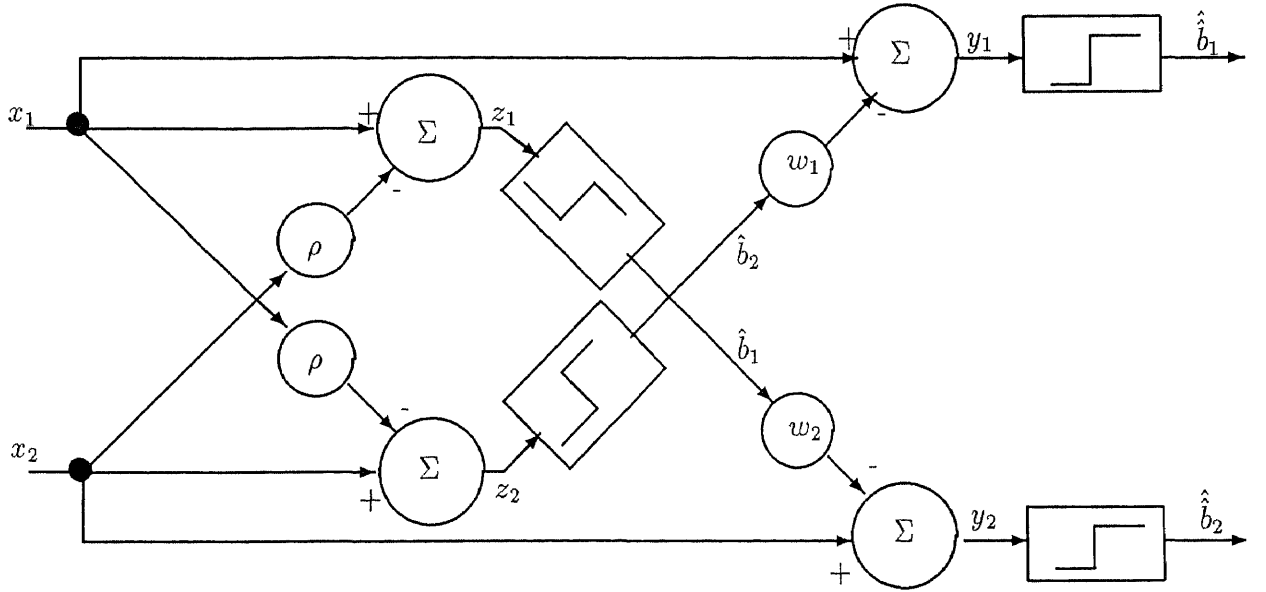 + Σ y₁ b̂̂₁
x₁ + Σ z₁
-
-
w₁
ρ
b̂₂
ρ
b̂₁
-
w₂
x₂ + Σ z₂
-
Σ y₂ b̂̂₂
+